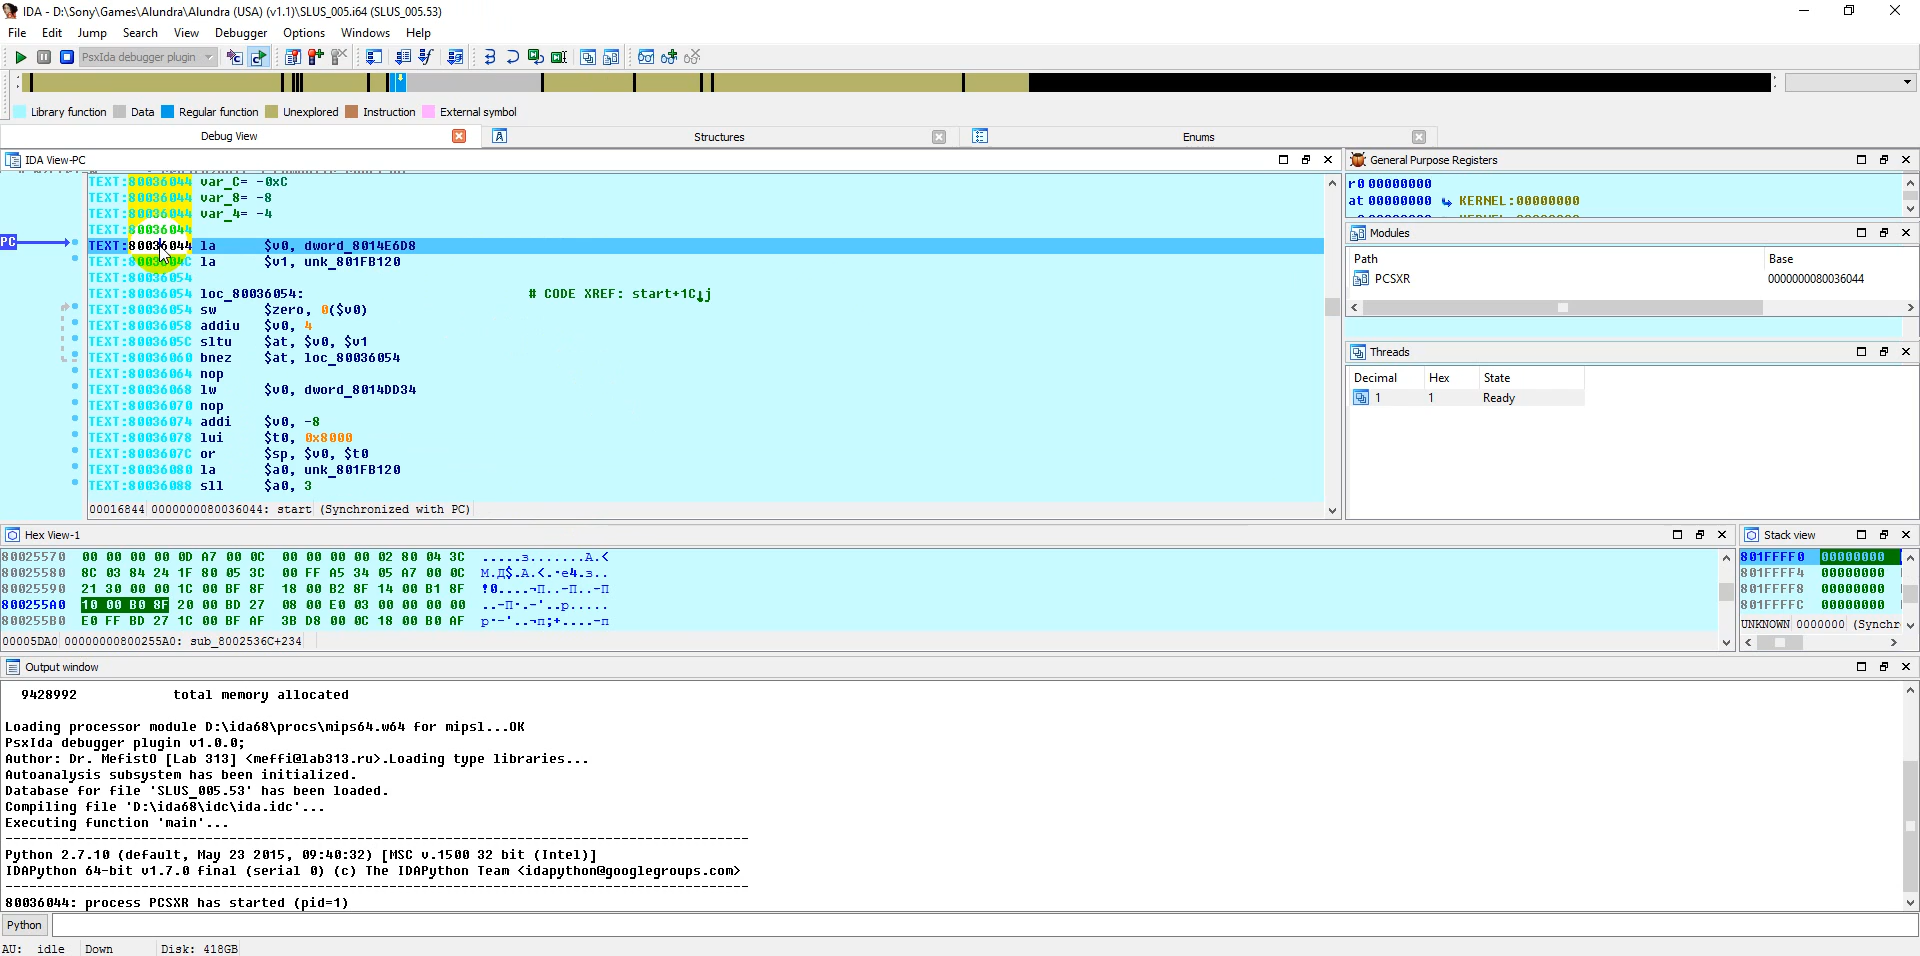 IDA - D:\Sony\Games\Alundra\Alundra (USA) (v1.1)\SLUS_005.i64 (SLUS_005.53)
File Edit Jump Search View Debugger Options Windows Help
PsxIda debugger plugin
Library function Data Regular function Unexplored Instruction External symbol
Debug View Structures Enums
IDA View-PC
TEXT:80036044 var_C= -0xC
TEXT:80036044 var_8= -8
TEXT:80036044 var_4= -4
TEXT:80036044
PC TEXT:80036044 la $v0, dword_8014E6D8
TEXT:8003604C la $v1, unk_801FB120
TEXT:80036054
TEXT:80036054 loc_80036054: # CODE XREF: start+1C↓j
TEXT:80036054 sw $zero, 0($v0)
TEXT:80036058 addiu $v0, 4
TEXT:8003605C sltu $at, $v0, $v1
TEXT:80036060 bnez $at, loc_80036054
TEXT:80036064 nop
TEXT:80036068 lw $v0, dword_8014DD34
TEXT:80036070 nop
TEXT:80036074 addi $v0, -8
TEXT:80036078 lui $t0, 0x8000
TEXT:8003607C or $sp, $v0, $t0
TEXT:80036080 la $a0, unk_801FB120
TEXT:80036088 sll $a0, 3
00016844 0000000080036044: start (Synchronized with PC)
General Purpose Registers
r0 00000000
at 00000000 KERNEL:00000000
Modules
Path Base
PCSXR 0000000080036044
Threads
Decimal Hex State
1 1 Ready
Hex View-1
80025570 00 00 00 00 0D A7 00 0C 00 00 00 00 02 80 04 3C .....з.......А.<
80025580 8C 03 84 24 1F 80 05 3C 00 FF A5 34 05 A7 00 0C
80025590 21 30 00 00 1C 00 BF 8F 18 00 B2 8F 14 00 B1 8F
800255A0 10 00 B0 8F 20 00 BD 27 08 00 E0 03 00 00 00 00
800255B0 E0 FF BD 27 1C 00 BF AF 3B D8 00 0C 18 00 B0 AF
00005DA0 00000000800255A0: sub_8002536C+234
Stack view
801FFFF0 00000000
801FFFF4 00000000
801FFFF8 00000000
801FFFFC 00000000
UNKNOWN 0000000 (Synchr
Output window
9428992 total memory allocated
Loading processor module D:\ida68\procs\mips64.w64 for mipsl...OK
PsxIda debugger plugin v1.0.0;
Author: Dr. MefistO [Lab 313] <meffi@lab313.ru>.Loading type libraries...
Autoanalysis subsystem has been initialized.
Database for file 'SLUS_005.53' has been loaded.
Compiling file 'D:\ida68\idc\ida.idc'...
Executing function 'main'...
Python 2.7.10 (default, May 23 2015, 09:40:32) [MSC v.1500 32 bit (Intel)]
IDAPython 64-bit v1.7.0 final (serial 0) (c) The IDAPython Team <idapython@googlegroups.com>
80036044: process PCSXR has started (pid=1)
Python
AU: idle Down Disk: 418GB